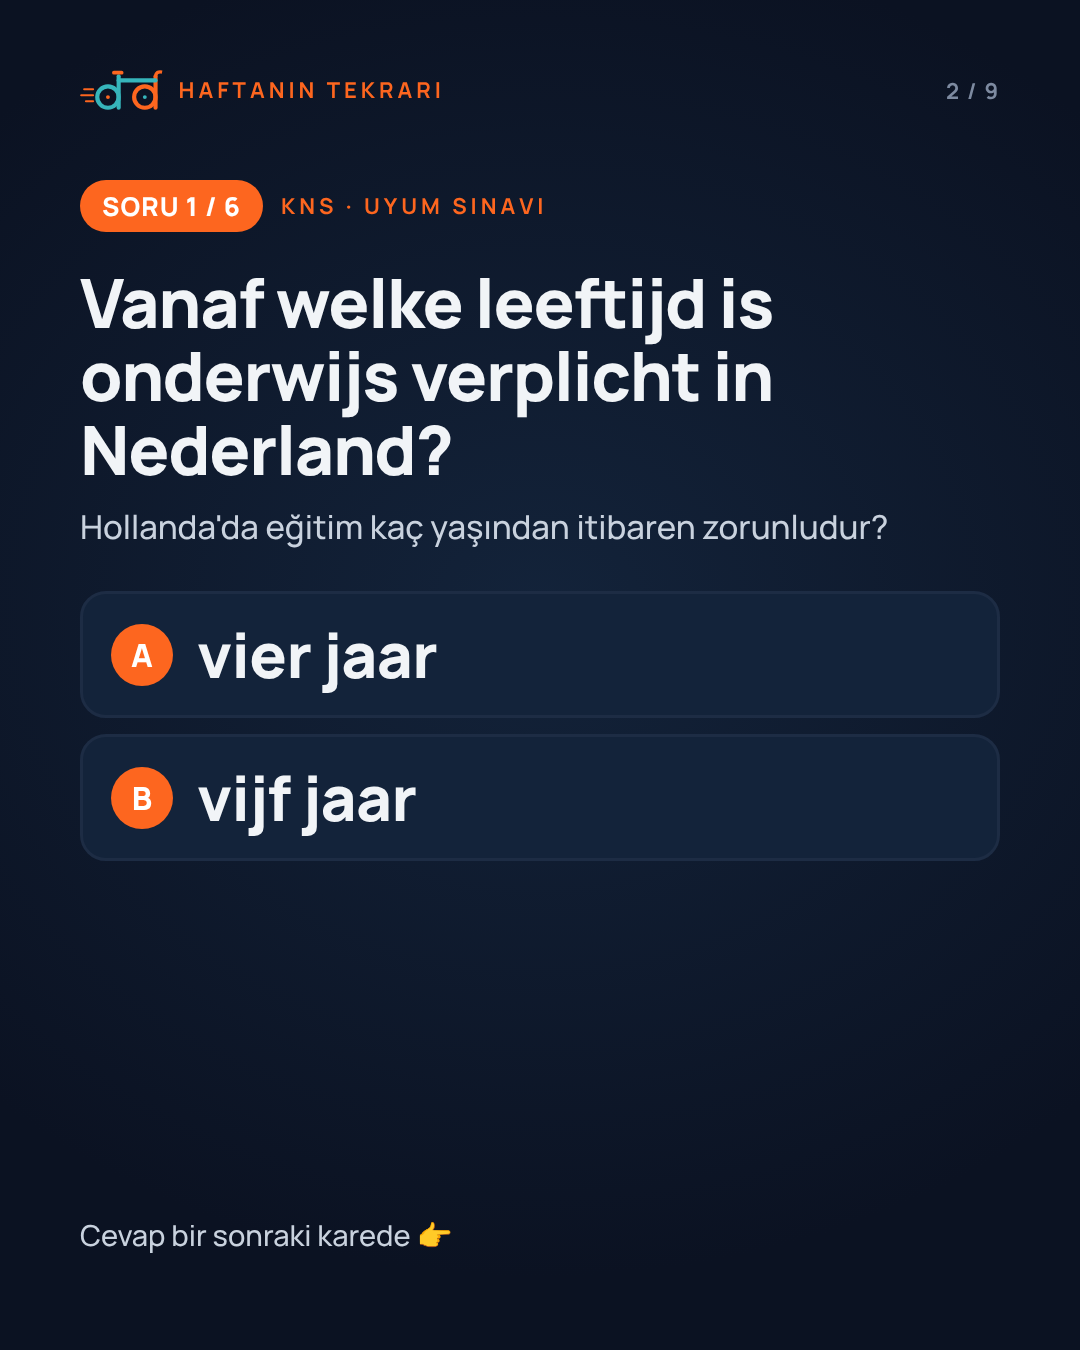 HAFTANIN TEKRARI
2 / 9
SORU 1 / 6
KNS · UYUM SINAVI
Vanaf welke leeftijd is
onderwijs verplicht in
Nederland?
Hollanda'da eğitim kaç yaşından itibaren zorunludur?
A vier jaar
B vijf jaar
Cevap bir sonraki karede 👉